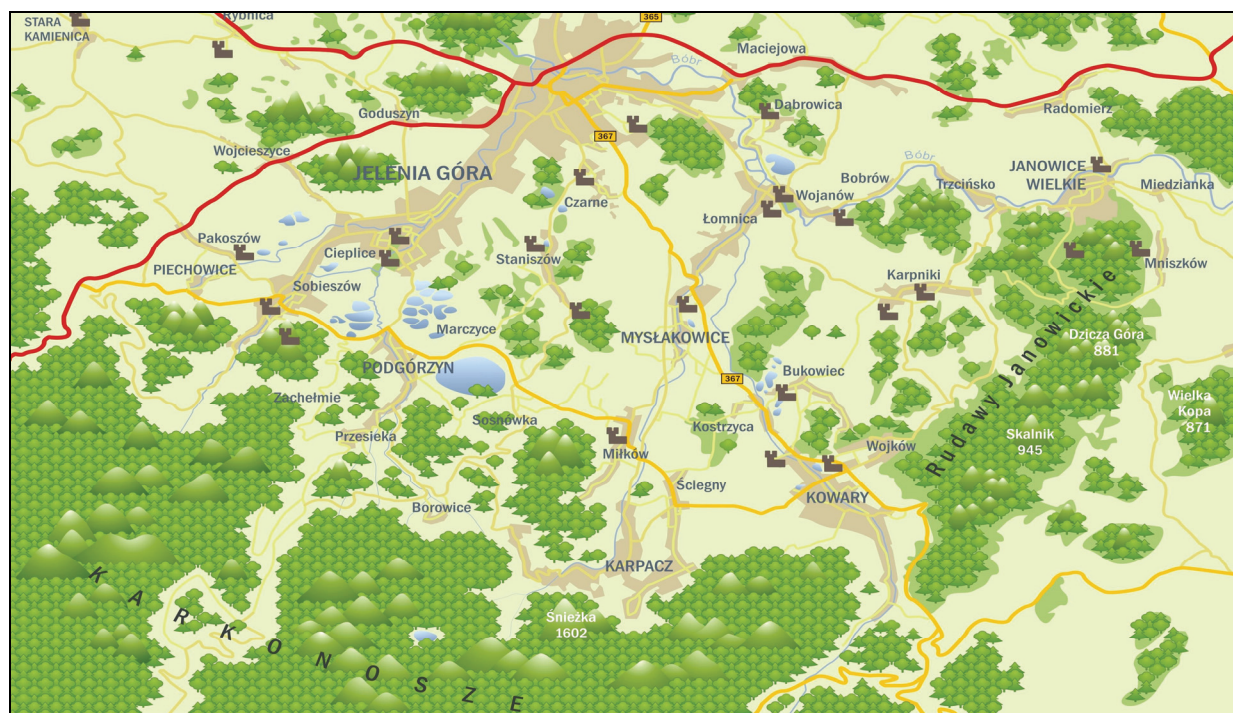 STARA
KAMIENICA
Rybnica
365
Maciejowa
Bóbr
Dąbrowica
Radomierz
Goduszyn
367
Wojcieszyce
JELENIA GÓRA
Czarne
Bóbr
Bobrów
Wojanów
Trzcińsko
JANOWICE
WIELKIE
Miedzianka
Łomnica
Pakoszów
Cieplice
Staniszów
PIECHOWICE
Sobieszów
Karpniki
Mniszków
Marczyce
MYSŁAKOWICE
Dzicza Góra
881
PODGÓRZYN
367
Bukowiec
Rudawy Janowickie
Zachełmie
Sosnówka
Wielka
Kopa
871
Przesieka
Kostrzyca
Skalnik
945
Miłków
Wojków
Ściegny
KOWARY
Borowice
KARPACZ
Śnieżka
1602
KARKONOSZE